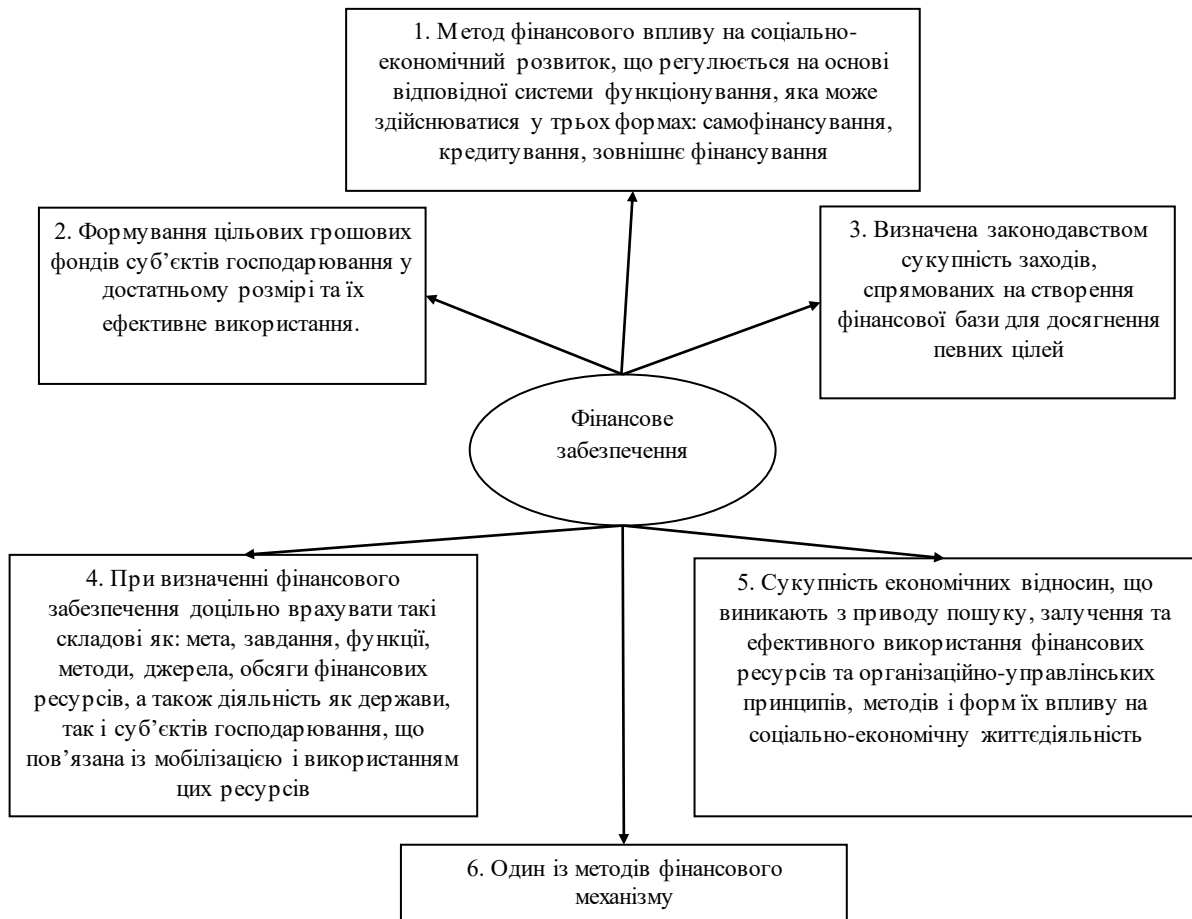 1. Метод фінансового впливу на соціально-
економічний розвиток, що регулюється на основі
відповідної системи функціонування, яка може
здійснюватися у трьох формах: самофінансування,
кредитування, зовнішнє фінансування
2. Формування цільових грошових
фондів суб’єктів господарювання у
достатньому розмірі та їх
ефективне використання.
3. Визначена законодавством
сукупність заходів,
спрямованих на створення
фінансової бази для досягнення
певних цілей
Фінансове
забезпечення
4. При визначенні фінансового
забезпечення доцільно врахувати такі
складові як: мета, завдання, функції,
методи, джерела, обсяги фінансових
ресурсів, а також діяльність як держави,
так і суб’єктів господарювання, що
пов’язана із мобілізацією і використанням
цих ресурсів
5. Сукупність економічних відносин, що
виникають з приводу пошуку, залучення та
ефективного використання фінансових
ресурсів та організаційно-управлінських
принципів, методів і форм їх впливу на
соціально-економічну життєдіяльність
6. Один із методів фінансового
механізму